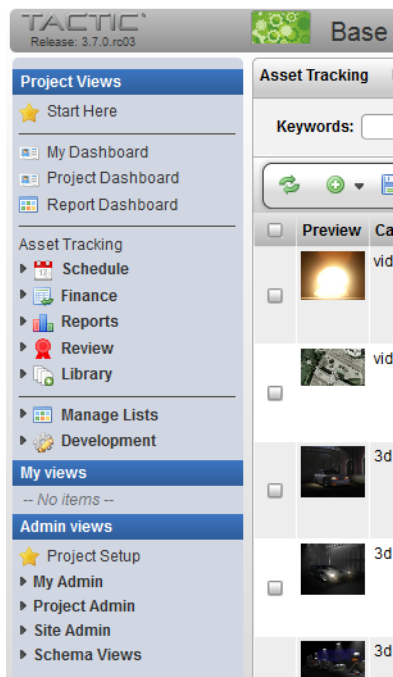 TACTIC
Release: 3.7.0.rc03
Base
Project Views
Start Here
My Dashboard
Project Dashboard
Report Dashboard
Asset Tracking
Schedule
Finance
Reports
Review
Library
Manage Lists
Development
My views
-- No items --
Admin views
Project Setup
My Admin
Project Admin
Site Admin
Schema Views
Asset Tracking
Keywords:
Preview Ca
vid
vid
3d
3d
3d